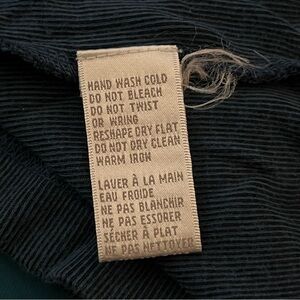 HAND WASH COLD
DO NOT BLEACH
DO NOT TWIST
OR WRING
RESHAPE DRY FLAT
DO NOT DRY CLEAN
WARM IRON
LAVER À LA MAIN
EAU FROIDE
NE PAS BLANCHIR
NE PAS ESSORER
SÉCHER À PLAT
NE PAS NETTOYER